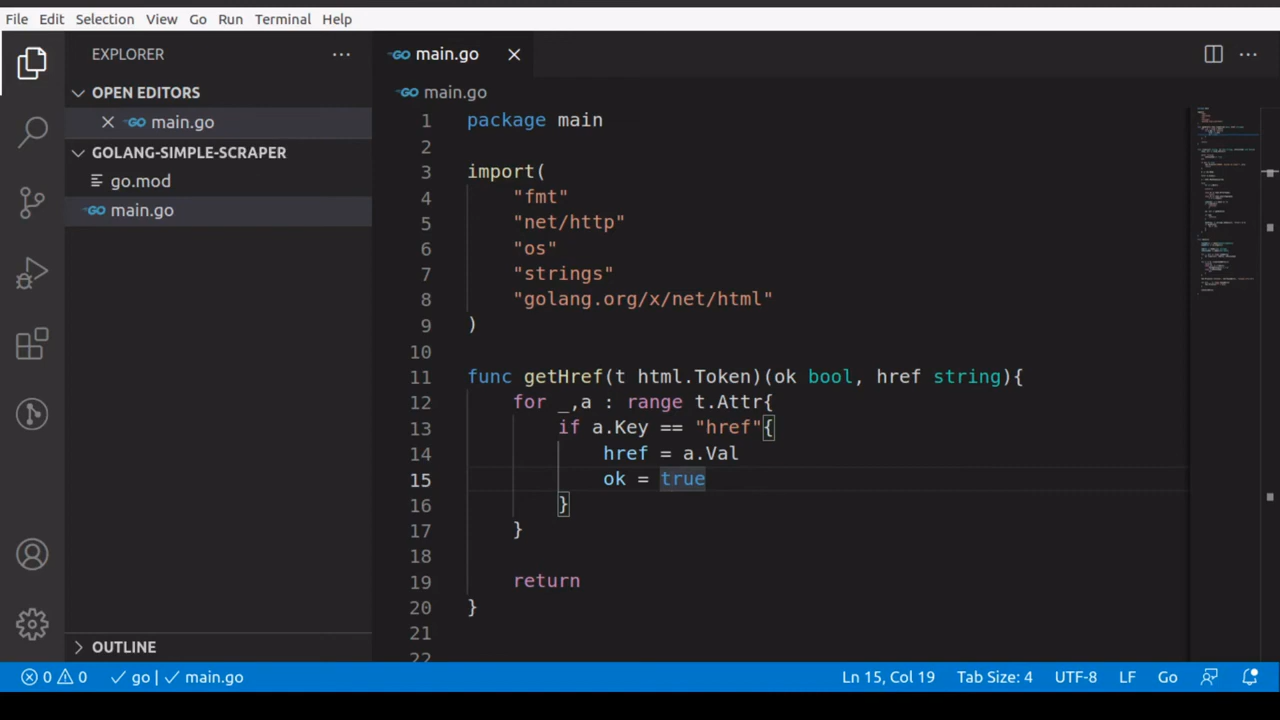 File Edit Selection View Go Run Terminal Help
EXPLORER ···
OPEN EDITORS
main.go
GOLANG-SIMPLE-SCRAPER
go.mod
GO main.go
OUTLINE
GO main.go
GO main.go
1 package main
2
3 import(
4 "fmt"
5 "net/http"
6 "os"
7 "strings"
8 "golang.org/x/net/html"
9 )
10
11 func getHref(t html.Token)(ok bool, href string){
12 for _,a : range t.Attr{
13 if a.Key == "href"{
14 href = a.Val
15 ok = true
16 }
17 }
18
19 return
20 }
21
22
0 0 go | main.go Ln 15, Col 19 Tab Size: 4 UTF-8 LF Go